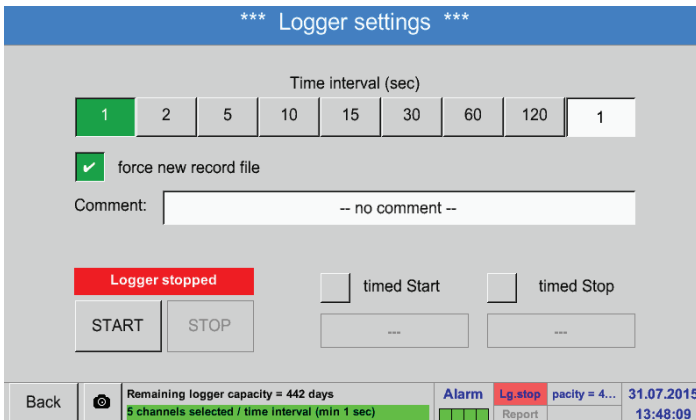 *** Logger settings ***
Time interval (sec)
1 2 5 10 15 30 60 120 1
force new record file
Comment: -- no comment --
Logger stopped
timed Start timed Stop
START STOP --- ---
Back Remaining logger capacity = 442 days Alarm Lg.stop pacity = 4... 31.07.2015
5 channels selected / time interval (min 1 sec) Report 13:48:09